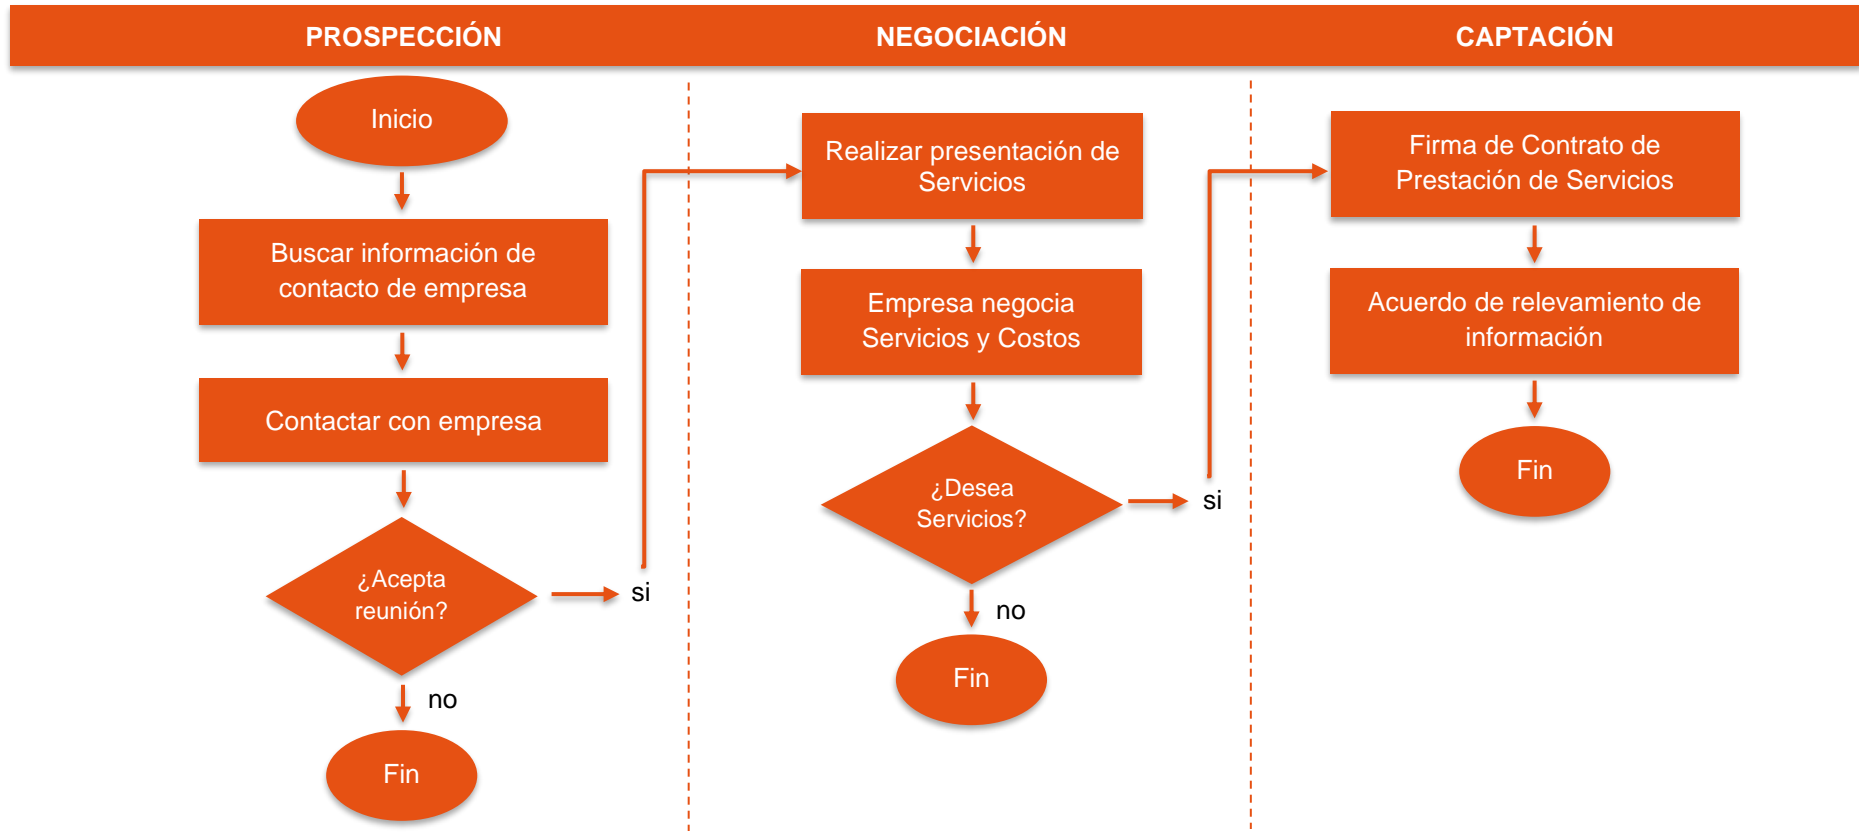 PROSPECCIÓN
NEGOCIACIÓN
CAPTACIÓN
Inicio
Buscar información de
contacto de empresa
Contactar con empresa
¿Acepta
reunión?
si
no
Fin
Realizar presentación de
Servicios
Empresa negocia
Servicios y Costos
¿Desea
Servicios?
si
no
Fin
Firma de Contrato de
Prestación de Servicios
Acuerdo de relevamiento de
información
Fin